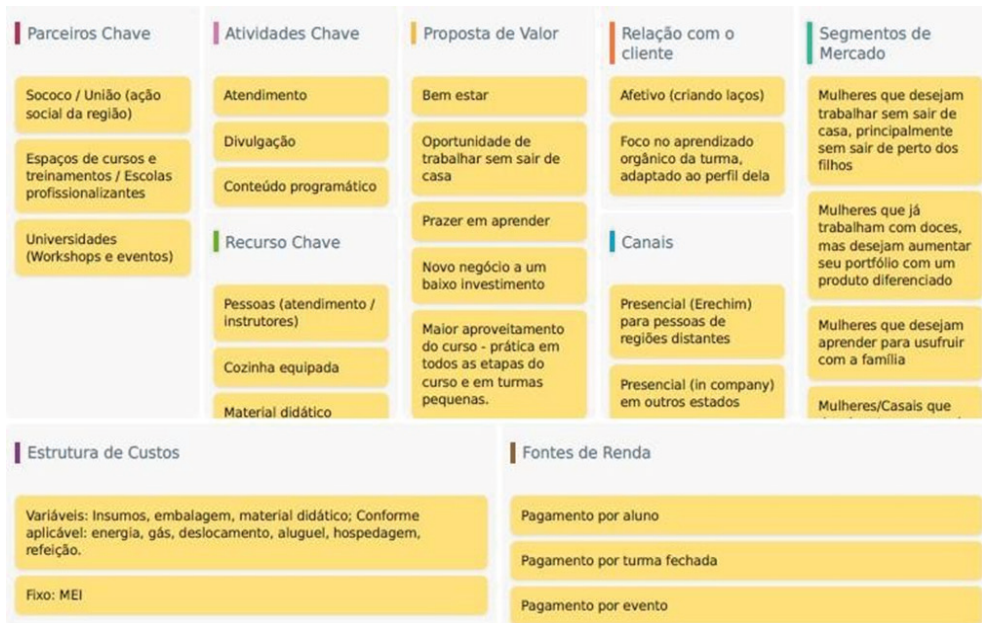 Parceiros Chave
Sococo / União (ação
social da região)
Espaços de cursos e
treinamentos / Escolas
profissionalizantes
Universidades
(Workshops e eventos)
Atividades Chave
Atendimento
Divulgação
Conteúdo programático
Recurso Chave
Pessoas (atendimento /
instrutores)
Cozinha equipada
Material didático
Proposta de Valor
Bem estar
Oportunidade de
trabalhar sem sair de
casa
Prazer em aprender
Novo negócio a um
baixo investimento
Maior aproveitamento
do curso - prática em
todos as etapas do
curso e em turmas
pequenas.
Relação com o
cliente
Afetivo (criando laços)
Foco no aprendizado
orgânico da turma,
adaptado ao perfil dela
Canais
Presencial (Erechim)
para pessoas de
regiões distantes
Presencial (in company)
em outros estados
Segmentos de
Mercado
Mulheres que desejam
trabalhar sem sair de
casa, principalmente
sem sair de perto dos
filhos
Mulheres que já
trabalham com doces,
mas desejam aumentar
seu portfólio com um
produto diferenciado
Mulheres que desejam
aprender para usufruir
com a família
Mulheres/Casais que
Estrutura de Custos
Variáveis: Insumos, embalagem, material didático; Conforme
aplicável: energia, gás, deslocamento, aluguel, hospedagem,
refeição.
Fixo: MEI
Fontes de Renda
Pagamento por aluno
Pagamento por turma fechada
Pagamento por evento